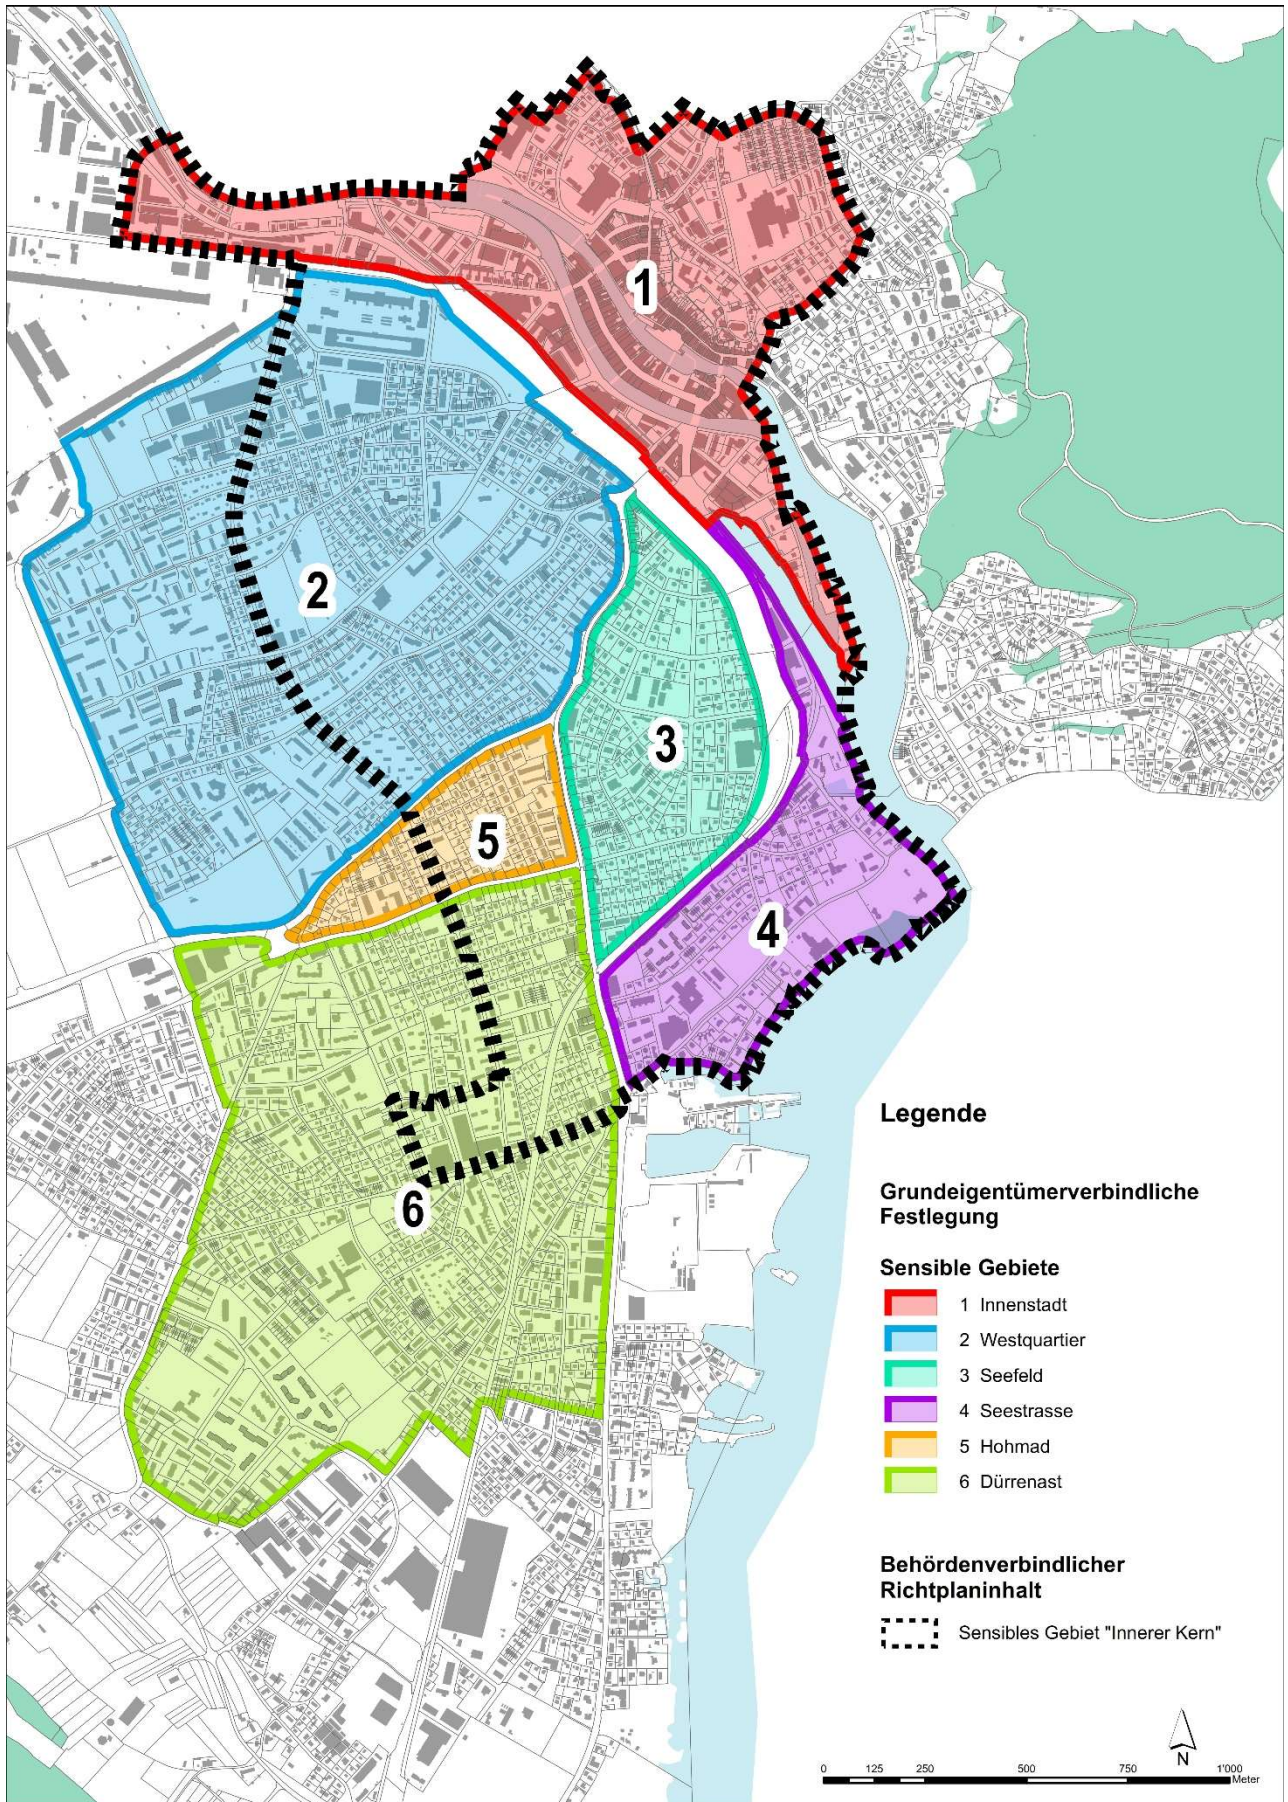 1
2
3
5
4
6
Legende
Grundeigentümerverbindliche
Festlegung
Sensible Gebiete
1 Innenstadt
2 Westquartier
3 Seefeld
4 Seestrasse
5 Hohmad
6 Dürrenast
Behördenverbindlicher
Richtplaninhalt
Sensibles Gebiet "Innerer Kern"
N
0 125 250 500 750 1'000
Meter